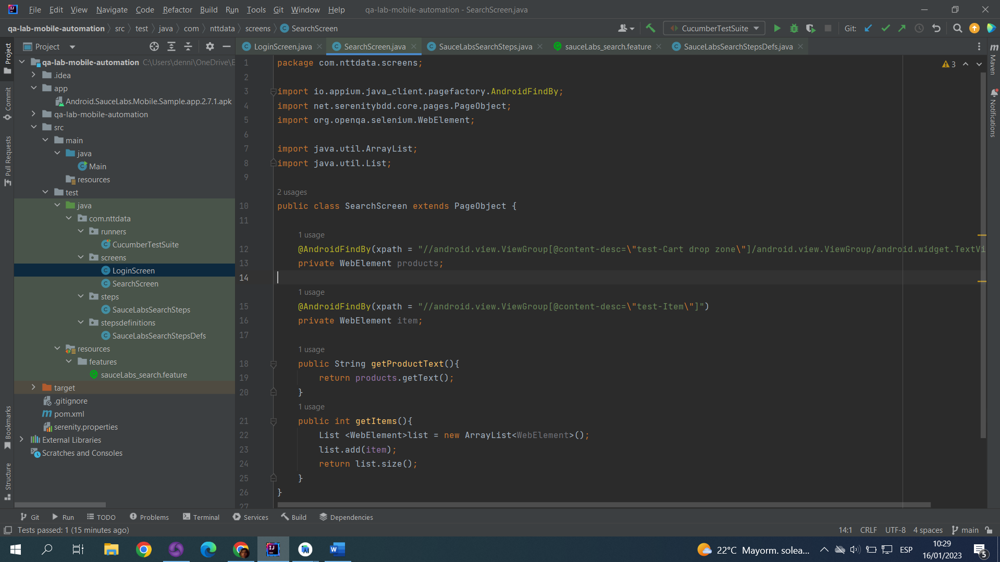 File Edit View Navigate Code Refactor Build Run Tools Git Window Help qa-lab-mobile-automation - SearchScreen.java
qa-lab-mobile-automation src test java com nttdata screens SearchScreen CucumberTestSuite Git:
Project
LoginScreen.java SearchScreen.java SauceLabsSearchSteps.java sauceLabs_search.feature SauceLabsSearchStepsDefs.java
Project
Commit
Pull Requests
Bookmarks
Structure
qa-lab-mobile-automation C:\Users\denni\OneDrive\E
.idea
app
Android.SauceLabs.Mobile.Sample.app.2.7.1.apk
qa-lab-mobile-automation
src
main
java
Main
resources
test
java
com.nttdata
runners
CucumberTestSuite
screens
LoginScreen
SearchScreen
steps
SauceLabsSearchSteps
stepsdefinitions
SauceLabsSearchStepsDefs
resources
features
sauceLabs_search.feature
target
.gitignore
pom.xml
serenity.properties
External Libraries
Scratches and Consoles
1 package com.nttdata.screens;
2
3 import io.appium.java_client.pagefactory.AndroidFindBy;
4 import net.serenitybdd.core.pages.PageObject;
5 import org.openqa.selenium.WebElement;
6
7 import java.util.ArrayList;
8 import java.util.List;
9
2 usages
10 public class SearchScreen extends PageObject {
11
1 usage
12 @AndroidFindBy(xpath = "//android.view.ViewGroup[@content-desc=\"test-Cart drop zone\"]/android.view.ViewGroup/android.widget.TextVi
13 private WebElement products;
14
1 usage
15 @AndroidFindBy(xpath = "//android.view.ViewGroup[@content-desc=\"test-Item\"]")
16 private WebElement item;
17
1 usage
18 public String getProductText(){
19 return products.getText();
20 }
1 usage
21 public int getItems(){
22 List <WebElement>list = new ArrayList<WebElement>();
23 list.add(item);
24 return list.size();
25 }
26 }
27
3
Maven
Notifications
Git Run TODO Problems Terminal Services Build Dependencies
Tests passed: 1 (15 minutes ago) 14:1 CRLF UTF-8 4 spaces main
22°C Mayorm. solea... ESP 10:29
16/01/2023 5